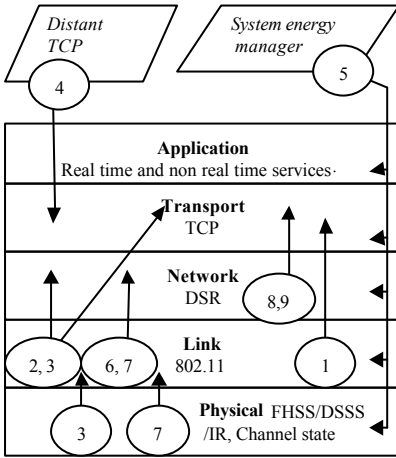 Distant
TCP
System energy
manager
4
5
Application
Real time and non real time services·
Transport
TCP
Network
DSR
8,9
Link
802.11
2, 3
6, 7
1
Physical FHSS/DSSS
/IR, Channel state
3
7